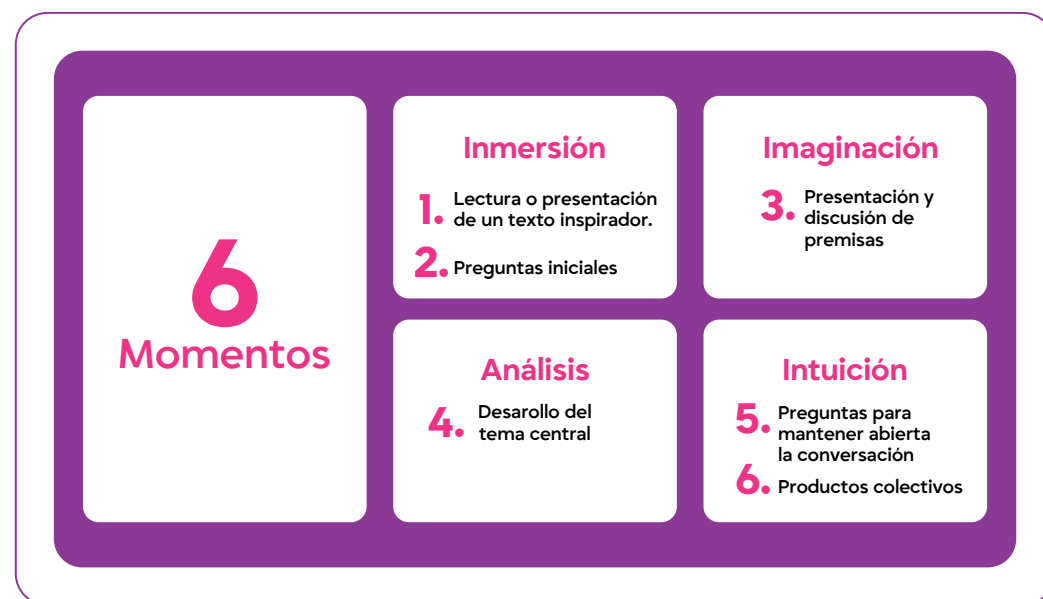 6
Momentos
Inmersión
1. Lectura o presentación
de un texto inspirador.
2. Preguntas iniciales
Imaginación
3. Presentación y
discusión de
premisas
Análisis
4. Desarollo del
tema central
Intuición
5. Preguntas para
mantener abierta
la conversación
6. Productos colectivos